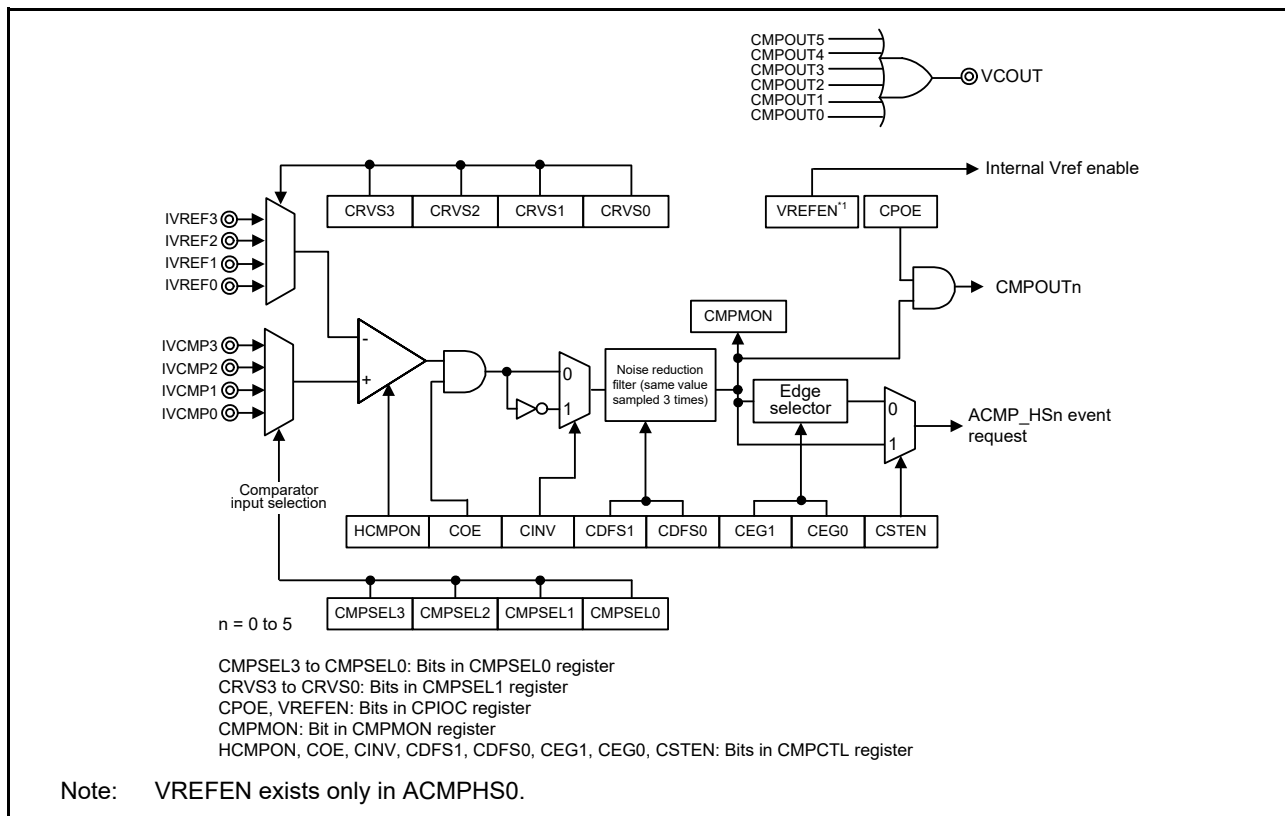 CMPOUT5
CMPOUT4
CMPOUT3
CMPOUT2
CMPOUT1
CMPOUT0
VCOUT
Internal Vref enable
CRVS3 CRVS2 CRVS1 CRVS0
VREFEN*1 CPOE
IVREF3
IVREF2
IVREF1
IVREF0
CMPOUTn
CMPMON
IVCMP3
IVCMP2
IVCMP1
IVCMP0
-
+
0
1
Noise reduction
filter (same value
sampled 3 times)
Edge
selector
0
1
ACMP_HSn event
request
Comparator
input selection
HCMPON COE CINV CDFS1 CDFS0 CEG1 CEG0 CSTEN
CMPSEL3 CMPSEL2 CMPSEL1 CMPSEL0
n = 0 to 5
CMPSEL3 to CMPSEL0: Bits in CMPSEL0 register
CRVS3 to CRVS0: Bits in CMPSEL1 register
CPOE, VREFEN: Bits in CPIOC register
CMPMON: Bit in CMPMON register
HCMPON, COE, CINV, CDFS1, CDFS0, CEG1, CEG0, CSTEN: Bits in CMPCTL register
Note: VREFEN exists only in ACMPHS0.